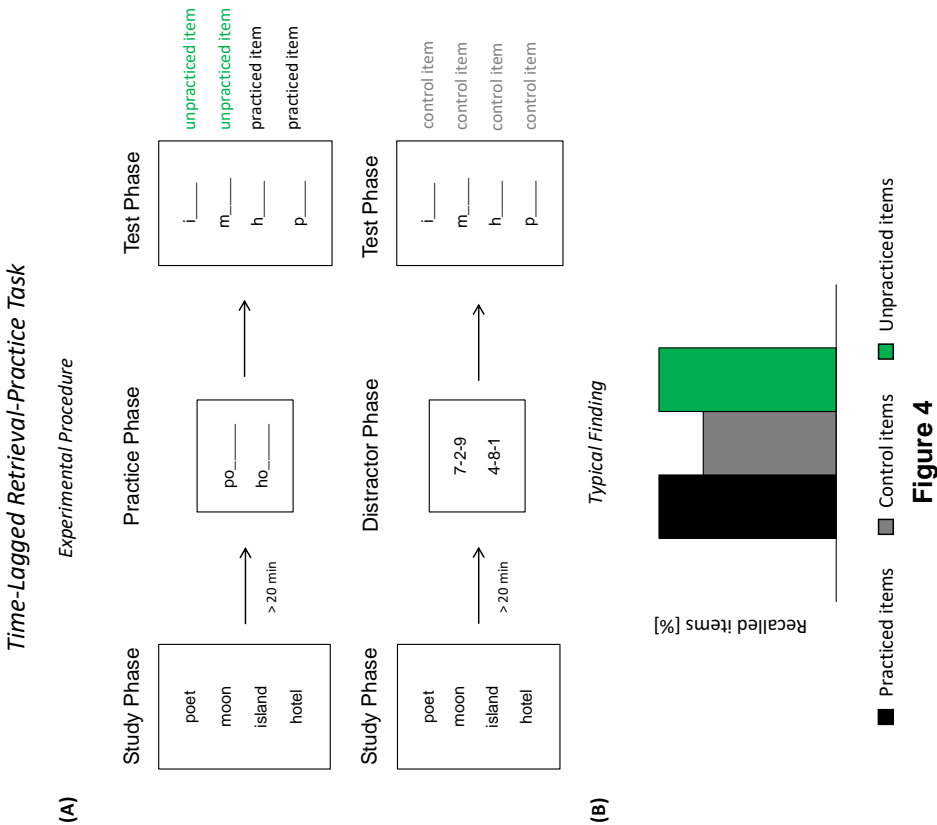 Time-Lagged Retrieval-Practice Task
(A)
Experimental Procedure
Study Phase
Practice Phase
Test Phase
poet
moon
island
hotel
> 20 min
po_____
ho_____
i____
m____
h____
p____
unpracticed item
unpracticed item
practiced item
practiced item
Study Phase
Distractor Phase
Test Phase
poet
moon
island
hotel
> 20 min
7-2-9
4-8-1
i____
m____
h____
p____
control item
control item
control item
control item
(B)
Typical Finding
Recalled items [%]
Practiced items
Control items
Unpracticed items
Figure 4